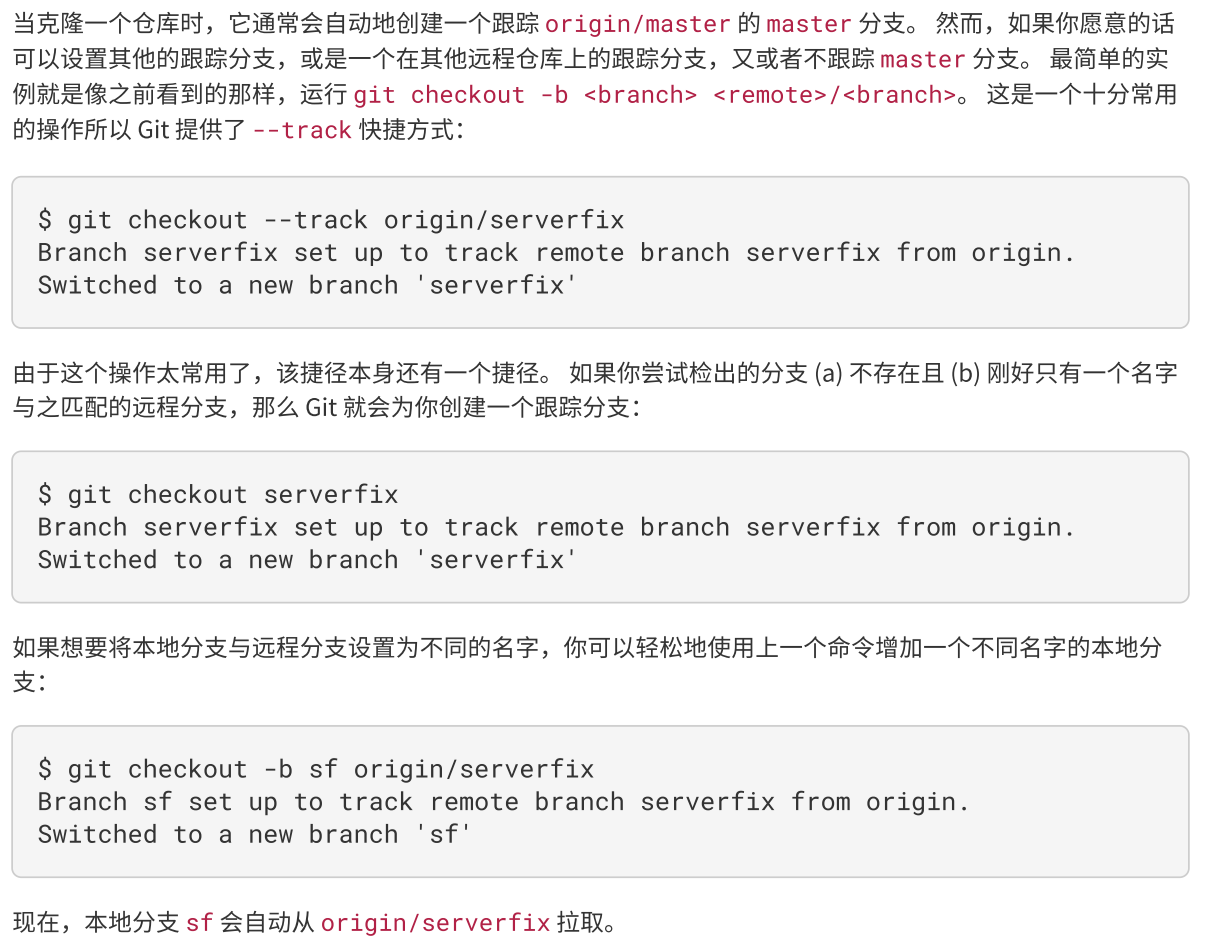 当克隆一个仓库时，它通常会自动地创建一个跟踪 origin/master 的 master 分支。 然而，如果你愿意的话
可以设置其他的跟踪分支，或是一个在其他远程仓库上的跟踪分支，又或者不跟踪 master 分支。 最简单的实
例就是像之前看到的那样，运行 git checkout -b <branch> <remote>/<branch>。 这是一个十分常用
的操作所以 Git 提供了 --track 快捷方式：
$ git checkout --track origin/serverfix
Branch serverfix set up to track remote branch serverfix from origin.
Switched to a new branch 'serverfix'
由于这个操作太常用了，该捷径本身还有一个捷径。 如果你尝试检出的分支 (a) 不存在且 (b) 刚好只有一个名字
与之匹配的远程分支，那么 Git 就会为你创建一个跟踪分支：
$ git checkout serverfix
Branch serverfix set up to track remote branch serverfix from origin.
Switched to a new branch 'serverfix'
如果想要将本地分支与远程分支设置为不同的名字，你可以轻松地使用上一个命令增加一个不同名字的本地分
支：
$ git checkout -b sf origin/serverfix
Branch sf set up to track remote branch serverfix from origin.
Switched to a new branch 'sf'
现在，本地分支 sf 会自动从 origin/serverfix 拉取。